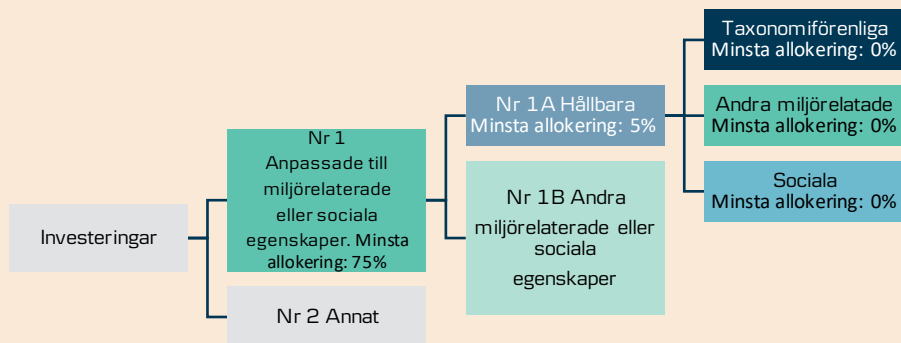 Investeringar
Nr 1
Anpassade till
miljörelaterade
eller sociala
egenskaper. Minsta
allokering: 75%
Nr 2 Annat
Nr 1A Hållbara
Minsta allokering: 5%
Nr 1B Andra
miljörelaterade eller
sociala
egenskaper
Taxonomiförenliga
Minsta allokering: 0%
Andra miljörelatade
Minsta allokering: 0%
Sociala
Minsta allokering: 0%